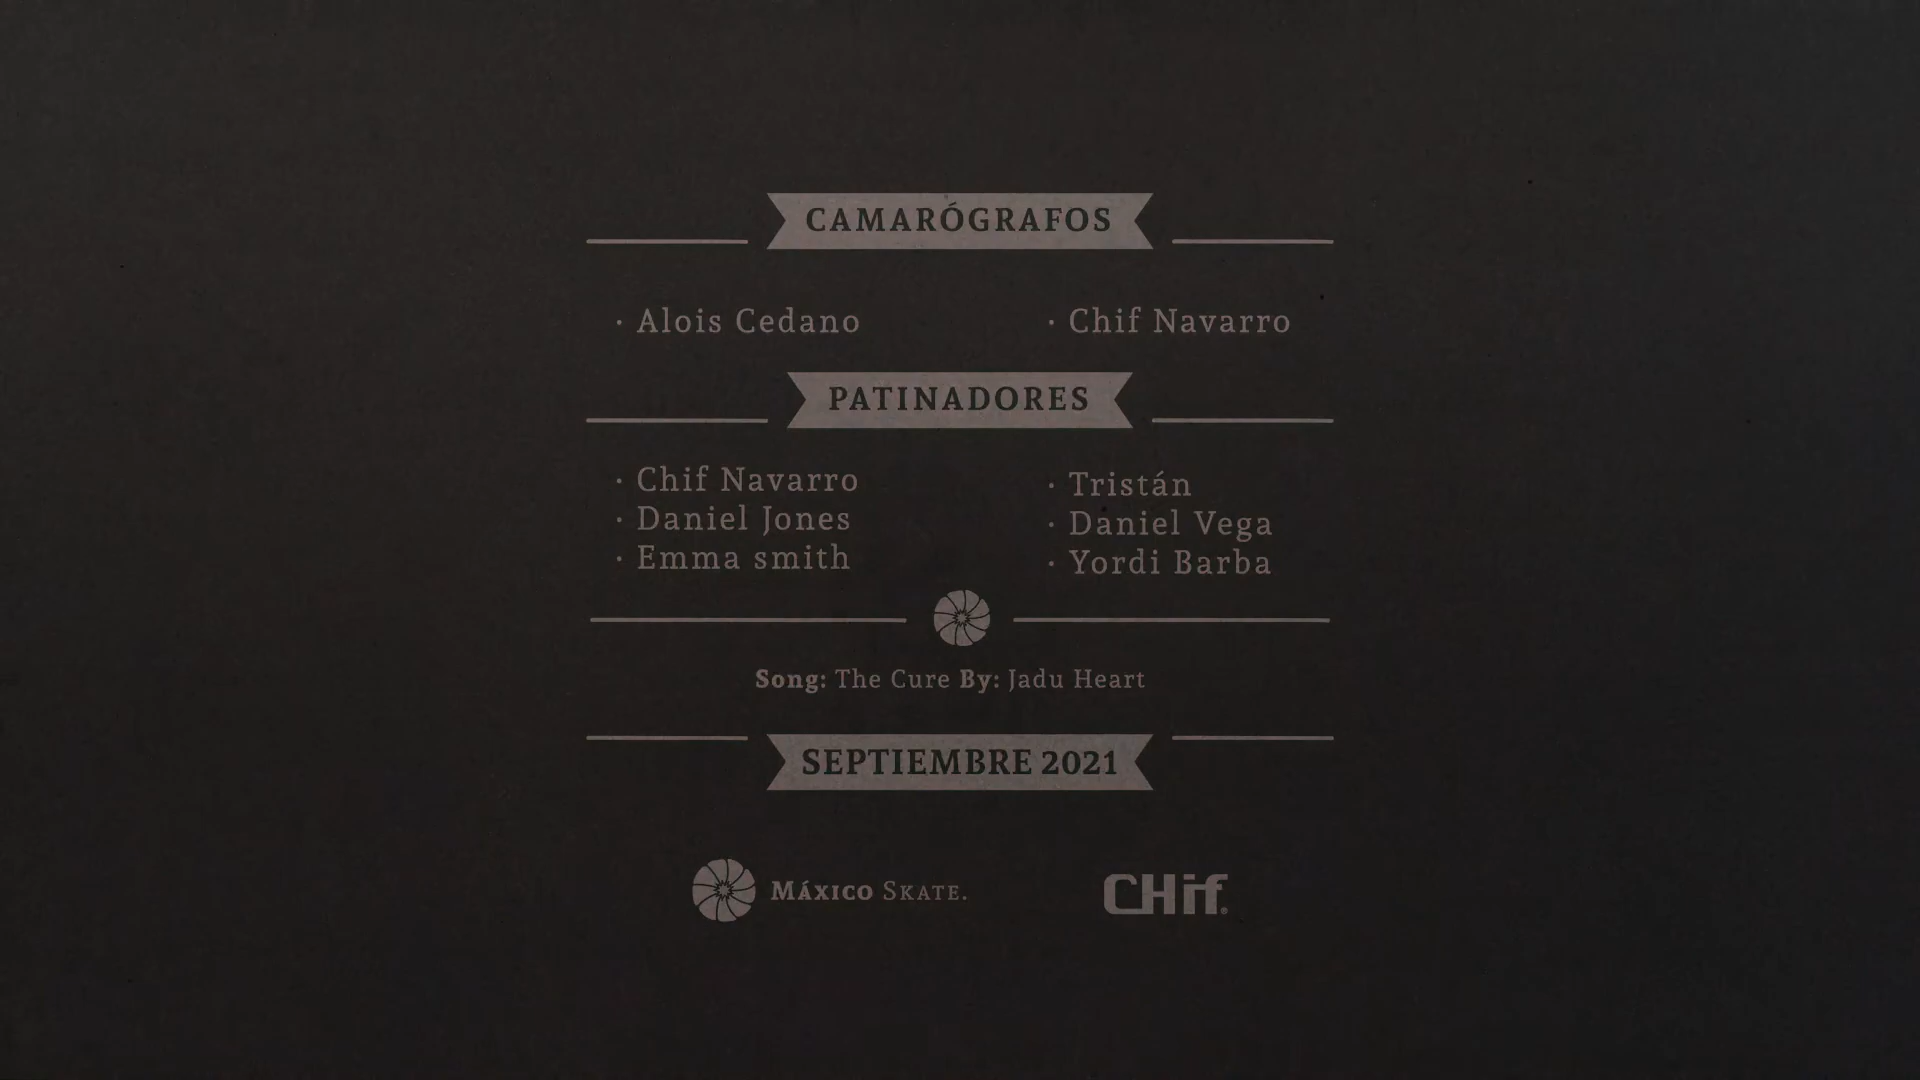 CAMARÓGRAFOS
· Alois Cedano
· Chif Navarro
PATINADORES
· Chif Navarro
· Daniel Jones
· Emma smith
· Tristán
· Daniel Vega
· Yordi Barba
Song: The Cure By: Jadu Heart
SEPTIEMBRE 2021
MÁXICO SKATE.
CHif®